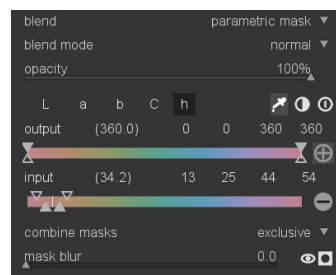 blend parametric mask
blend mode normal
opacity 100%
L a b C h
output (360.0) 0 0 360 360
input (34.2) 13 25 44 54
combine masks exclusive
mask blur 0.0